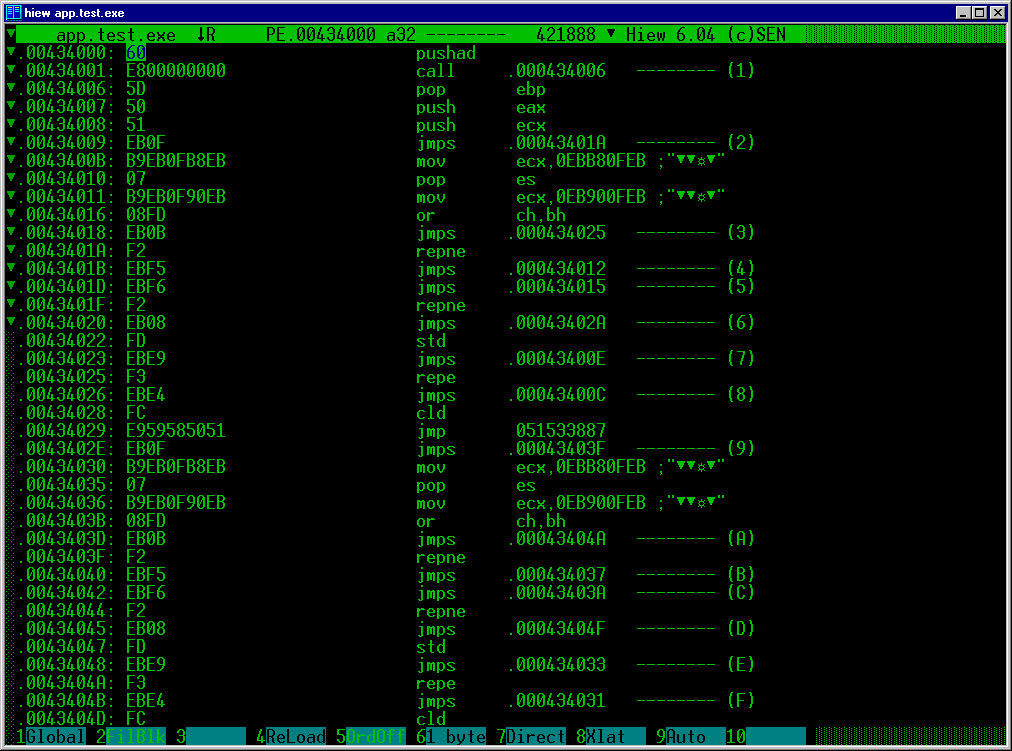 hiew app.test.exe
app.test.exe ↓R PE.00434000 a32 -------- 421888 ▼ Hiew 6.04 (c)SEN
.00434000: 60 pushad
.00434001: E800000000 call .000434006 -------- (1)
.00434006: 5D pop ebp
.00434007: 50 push eax
.00434008: 51 push ecx
.00434009: EB0F jmps .00043401A -------- (2)
.0043400B: B9EB0FB8EB mov ecx,0EBB80FEB ;"▼▼☼▼"
.00434010: 07 pop es
.00434011: B9EB0F90EB mov ecx,0EB900FEB ;"▼▼☼▼"
.00434016: 08FD or ch,bh
.00434018: EB0B jmps .000434025 -------- (3)
.0043401A: F2 repne
.0043401B: EBF5 jmps .000434012 -------- (4)
.0043401D: EBF6 jmps .000434015 -------- (5)
.0043401F: F2 repne
.00434020: EB08 jmps .00043402A -------- (6)
.00434022: FD std
.00434023: EBE9 jmps .00043400E -------- (7)
.00434025: F3 repe
.00434026: EBE4 jmps .00043400C -------- (8)
.00434028: FC cld
.00434029: E959585051 jmp 051533887
.0043402E: EB0F jmps .00043403F -------- (9)
.00434030: B9EB0FB8EB mov ecx,0EBB80FEB ;"▼▼☼▼"
.00434035: 07 pop es
.00434036: B9EB0F90EB mov ecx,0EB900FEB ;"▼▼☼▼"
.0043403B: 08FD or ch,bh
.0043403D: EB0B jmps .00043404A -------- (A)
.0043403F: F2 repne
.00434040: EBF5 jmps .000434037 -------- (B)
.00434042: EBF6 jmps .00043403A -------- (C)
.00434044: F2 repne
.00434045: EB08 jmps .00043404F -------- (D)
.00434047: FD std
.00434048: EBE9 jmps .000434033 -------- (E)
.0043404A: F3 repe
.0043404B: EBE4 jmps .000434031 -------- (F)
.0043404D: FC cld
1Global 2FilBlk 3 4ReLoad 5OrdOff 61 byte 7Direct 8Xlat 9Auto 10